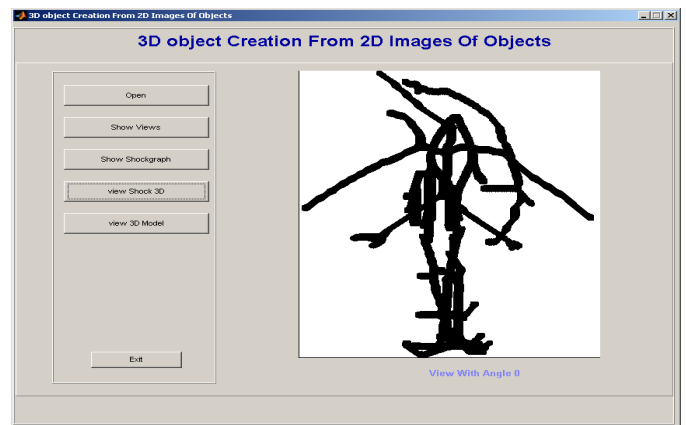 3D object Creation From 2D Images Of Objects
3D object Creation From 2D Images Of Objects
Open
Show Views
Show Shockgraph
view Shock 3D
view 3D Model
Exit
View With Angle 0